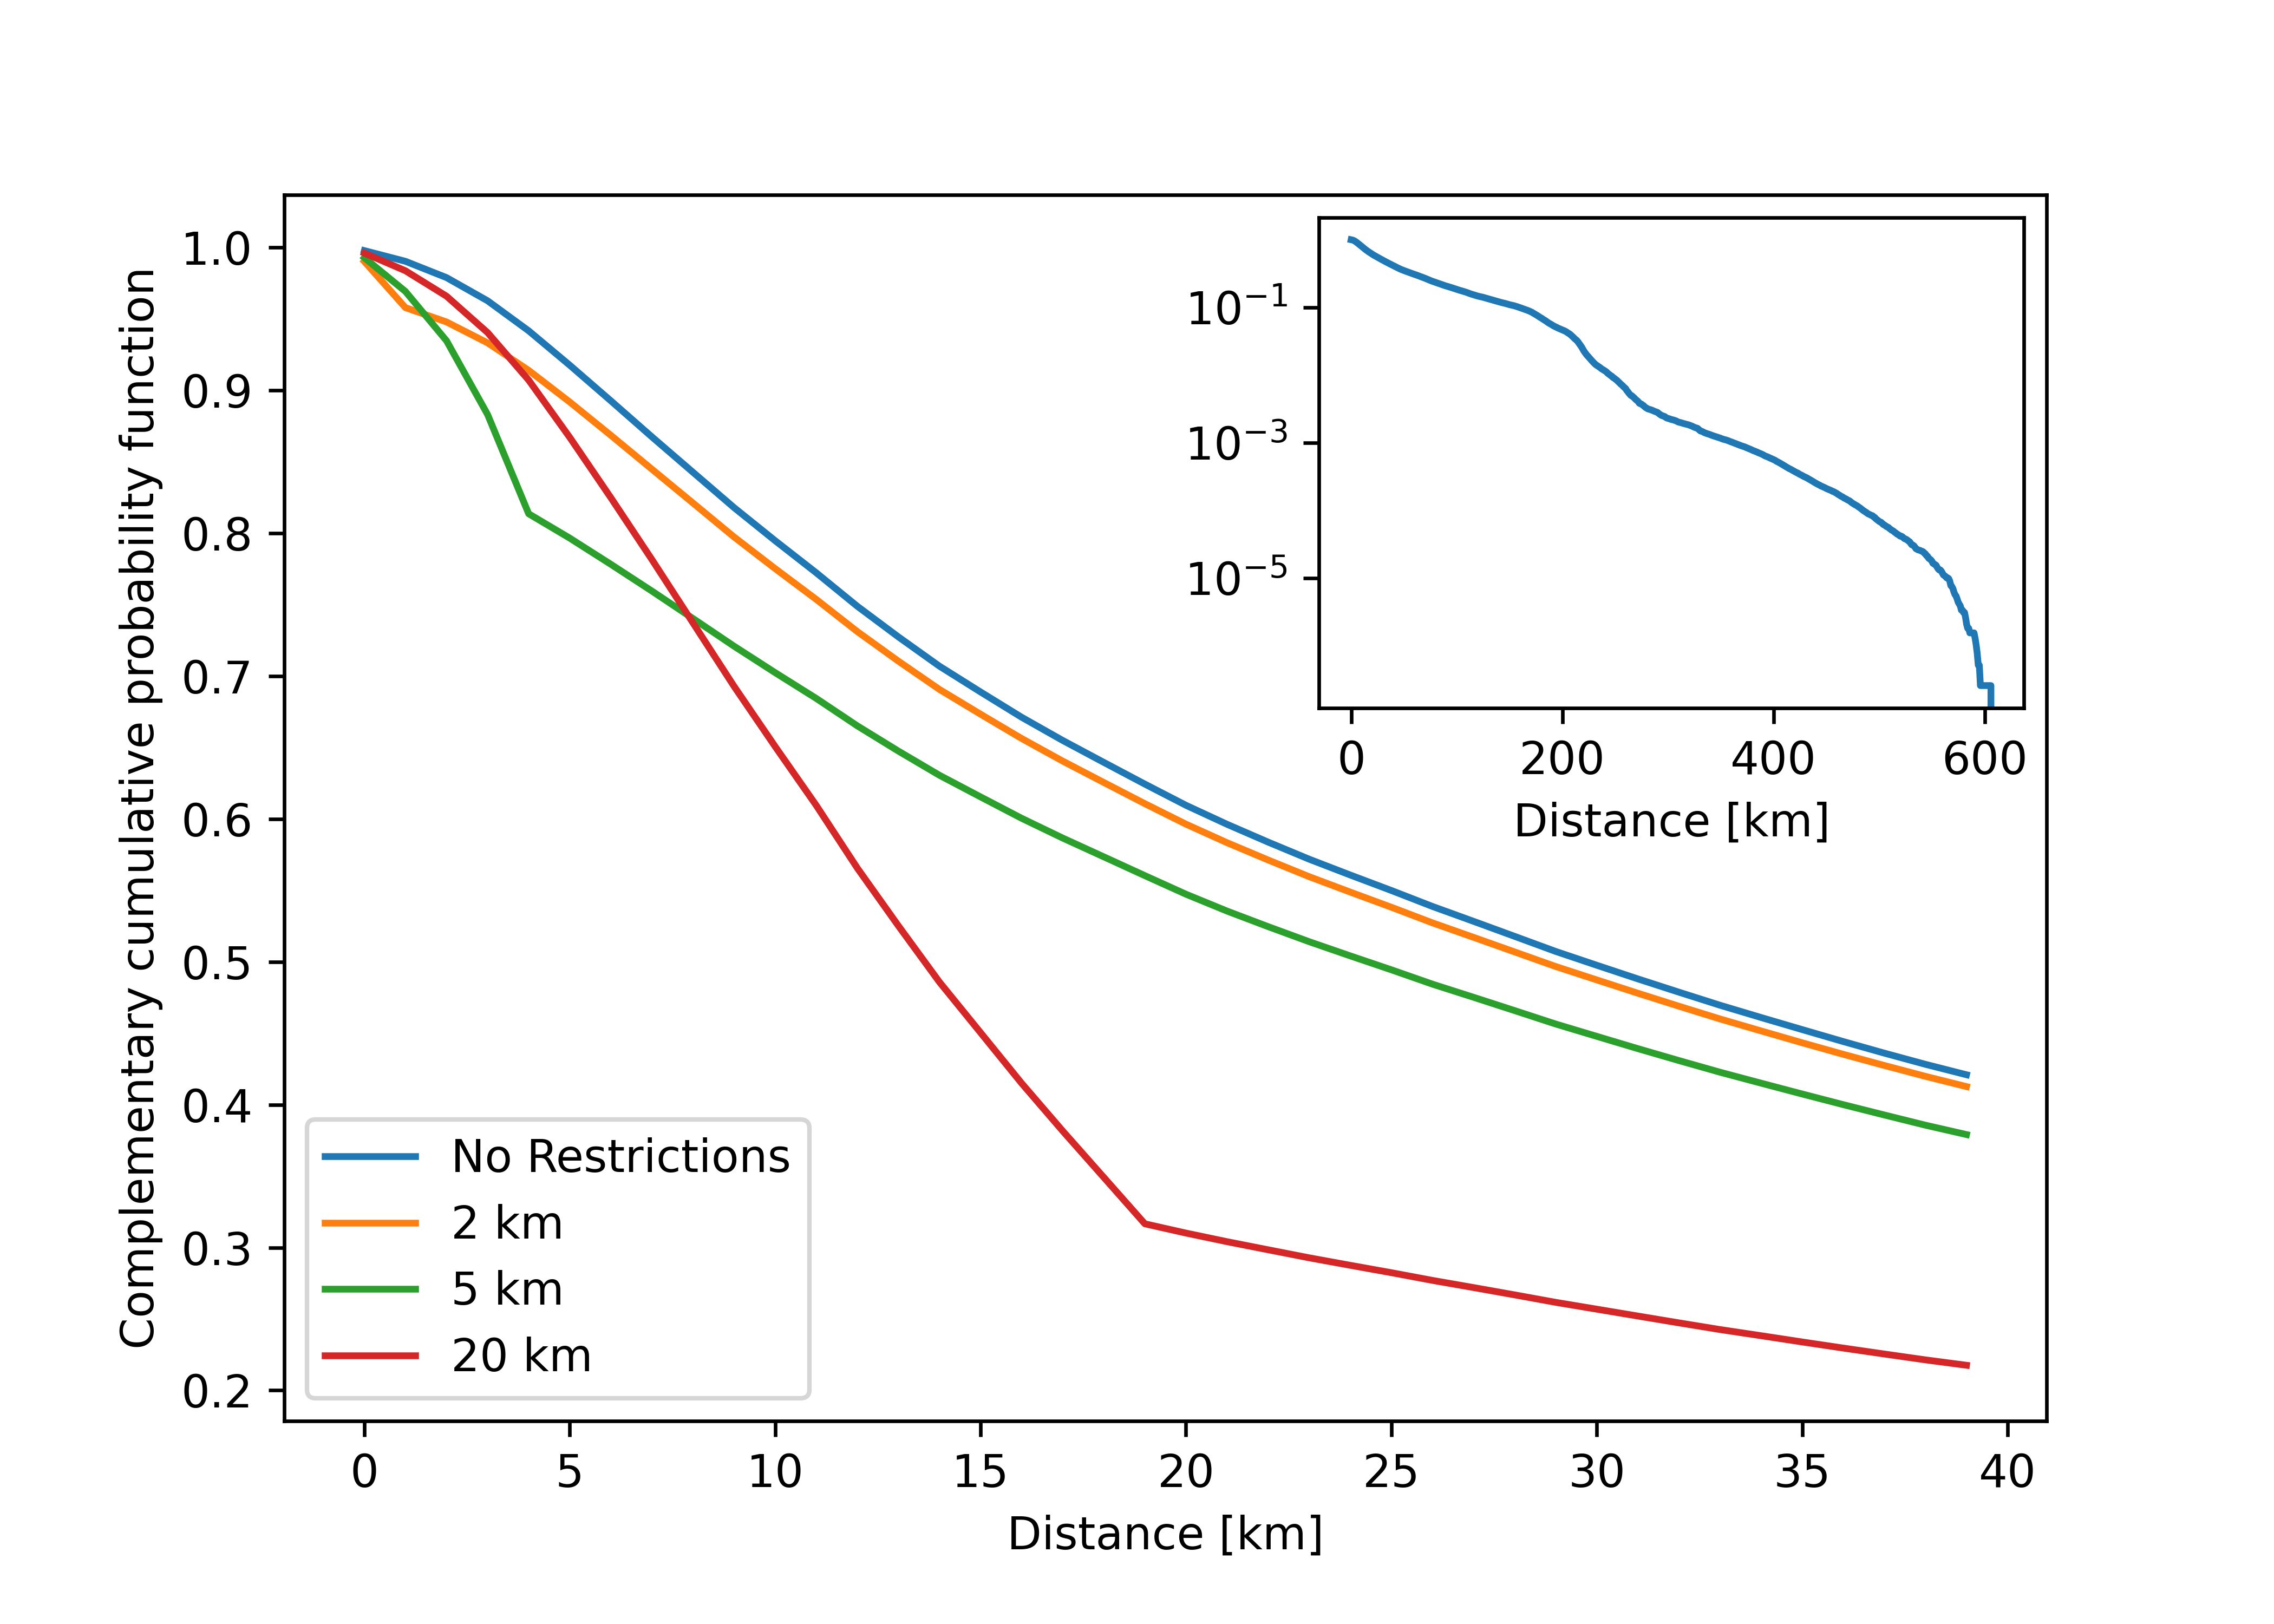 Complementary cumulative probability function
1.0
0.9
0.8
0.7
0.6
0.5
0.4
0.3
0.2
0 5 10 15 20 25 30 35 40
Distance [km]
No Restrictions
2 km
5 km
20 km
10⁻¹
10⁻³
10⁻⁵
0 200 400 600
Distance [km]